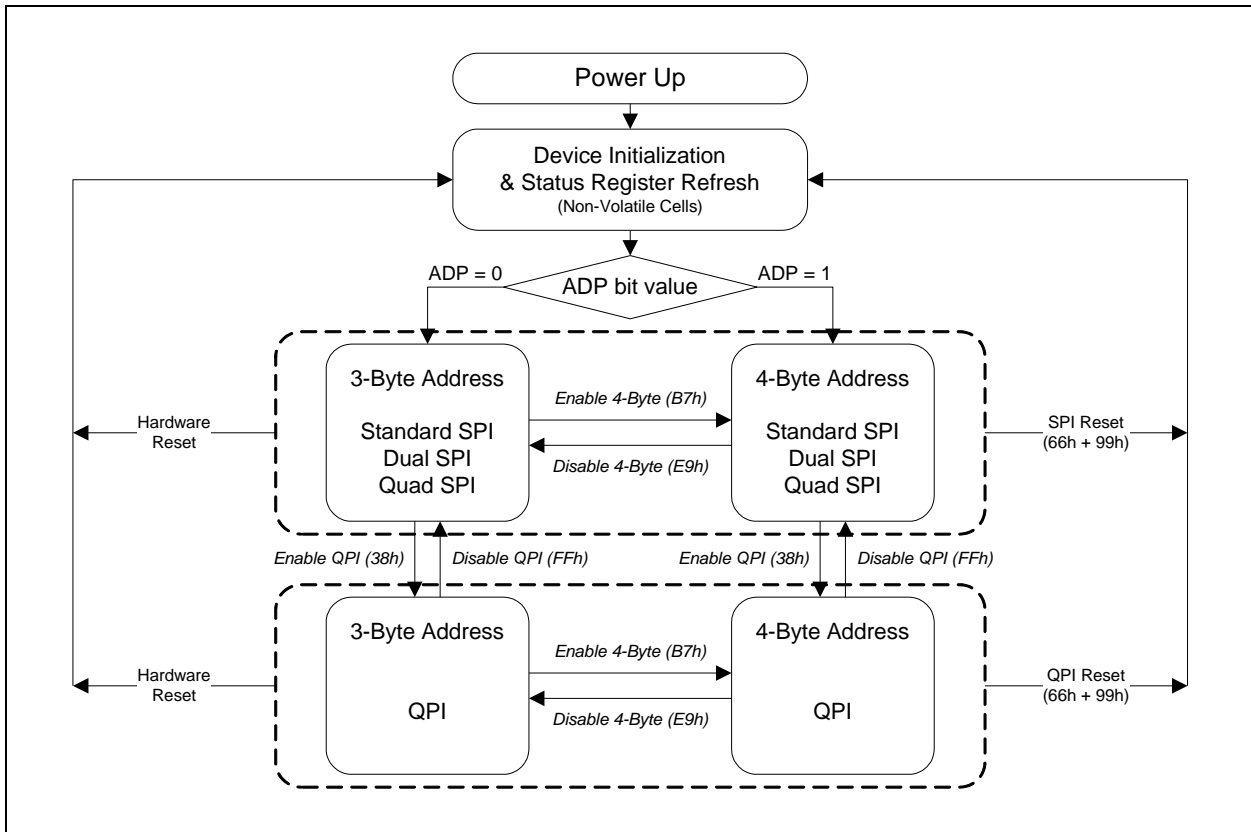 Power Up
Device Initialization
& Status Register Refresh
(Non-Volatile Cells)
ADP = 0
ADP bit value
ADP = 1
3-Byte Address
Standard SPI
Dual SPI
Quad SPI
Enable 4-Byte (B7h)
Disable 4-Byte (E9h)
4-Byte Address
Standard SPI
Dual SPI
Quad SPI
Hardware
Reset
SPI Reset
(66h + 99h)
Enable QPI (38h)
Disable QPI (FFh)
Enable QPI (38h)
Disable QPI (FFh)
3-Byte Address
QPI
Enable 4-Byte (B7h)
Disable 4-Byte (E9h)
4-Byte Address
QPI
Hardware
Reset
QPI Reset
(66h + 99h)